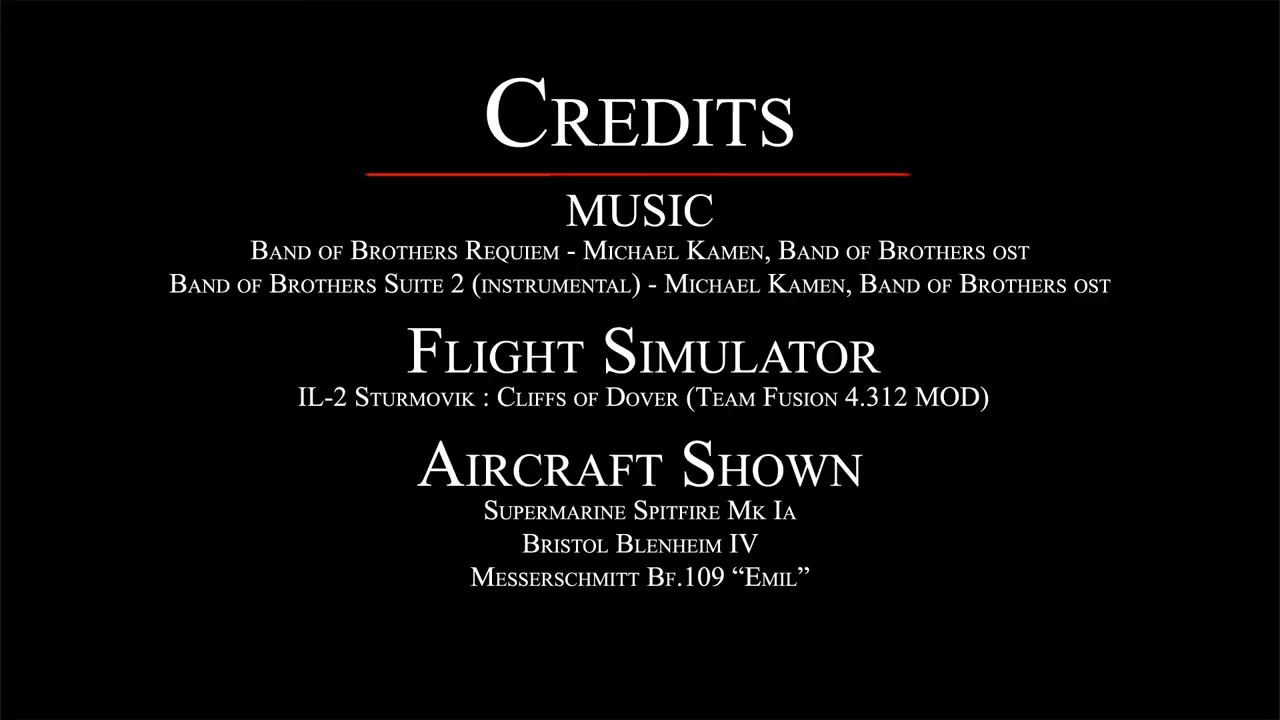 Credits
MUSIC
Band of Brothers Requiem - Michael Kamen, Band of Brothers ost
Band of Brothers Suite 2 (instrumental) - Michael Kamen, Band of Brothers ost
Flight Simulator
IL-2 Sturmovik : Cliffs of Dover (Team Fusion 4.312 MOD)
Aircraft Shown
Supermarine Spitfire Mk Ia
Bristol Blenheim IV
Messerschmitt Bf.109 “Emil”